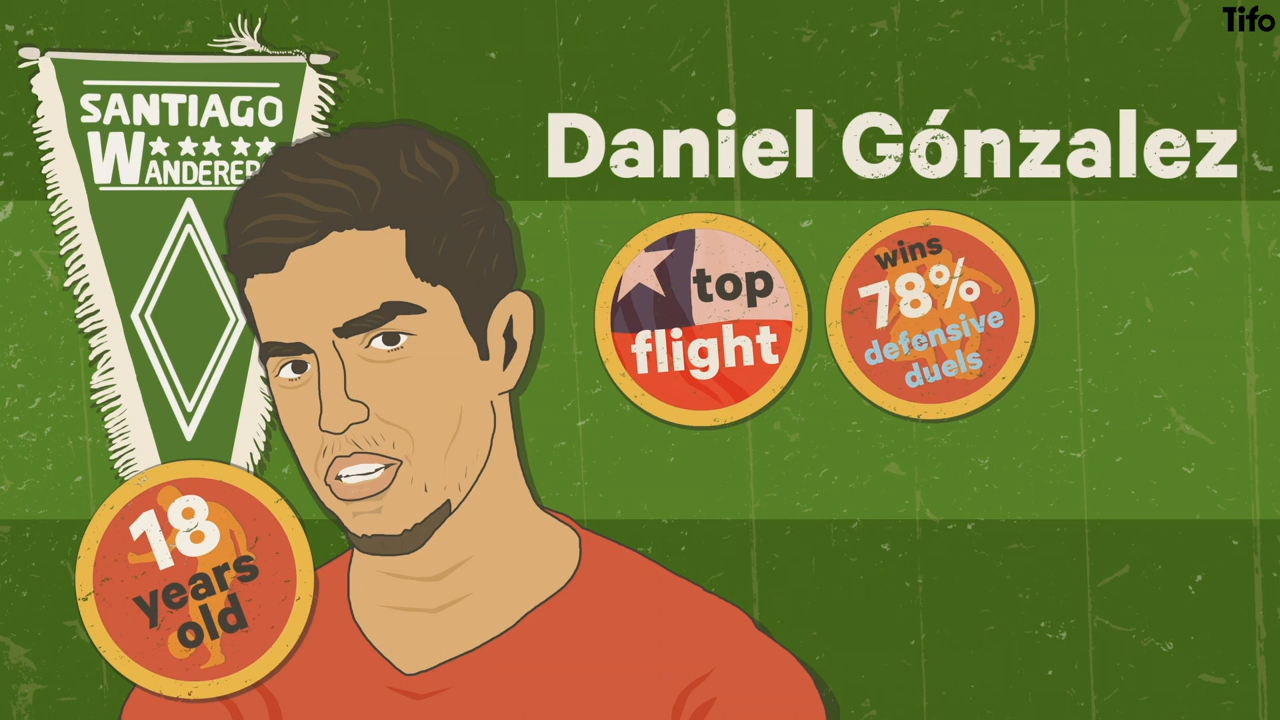 Tifo
SANTIAGO
WANDERER
Daniel Gónzalez
top
flight
wins
78%
defensive
duels
18
years
old